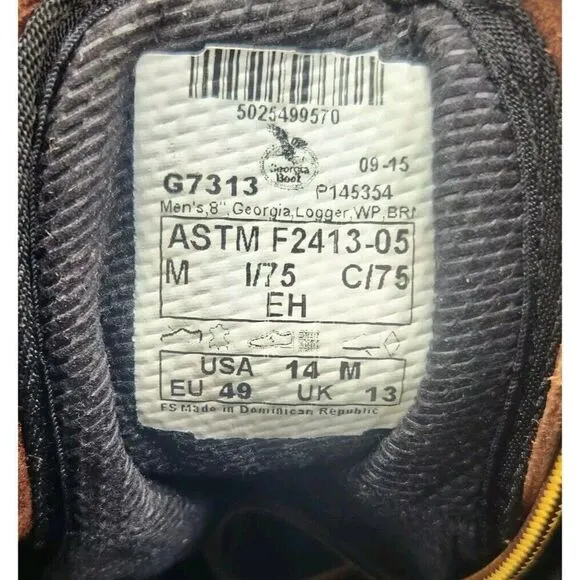 5025499570
Georgia
Boot
09-15
G7313
P145354
Men's,8",Georgia,Logger,WP,BR
ASTM F2413-05
M I/75 C/75
EH
USA 14 M
EU 49 UK 13
FS Made in Dominican Republic